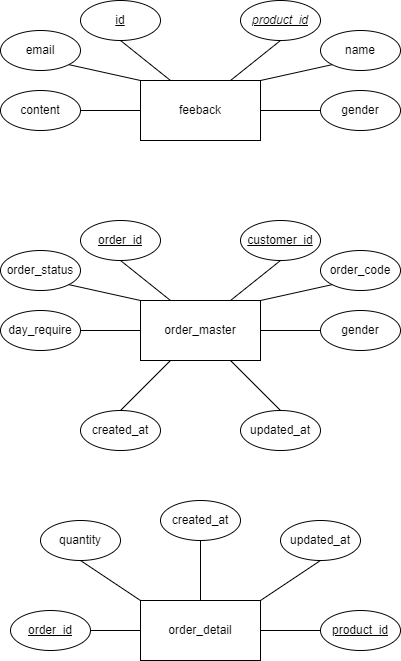 id
product_id
email
name
content
feeback
gender
order_id
customer_id
order_status
order_code
day_require
order_master
gender
created_at
updated_at
created_at
quantity
updated_at
order_id
order_detail
product_id